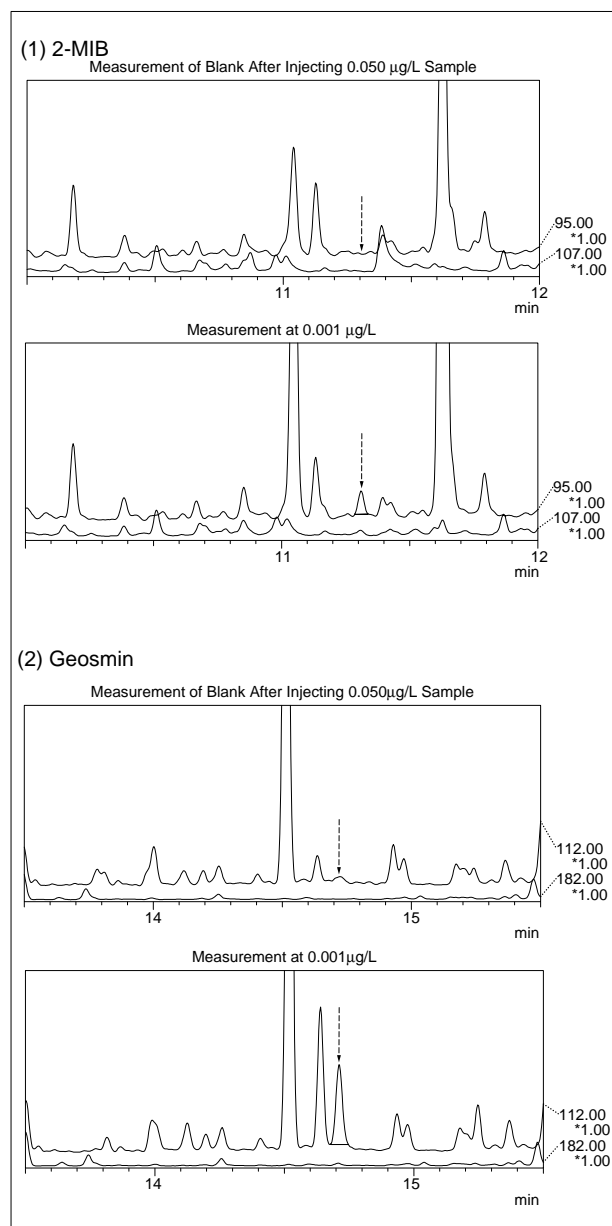 (1) 2-MIB
Measurement of Blank After Injecting 0.050 μg/L Sample
95.00
*1.00
107.00
*1.00
11
12
min
Measurement at 0.001 μg/L
95.00
*1.00
107.00
*1.00
11
12
min
(2) Geosmin
Measurement of Blank After Injecting 0.050μg/L Sample
112.00
*1.00
182.00
*1.00
14
15
min
Measurement at 0.001μg/L
112.00
*1.00
182.00
*1.00
14
15
min